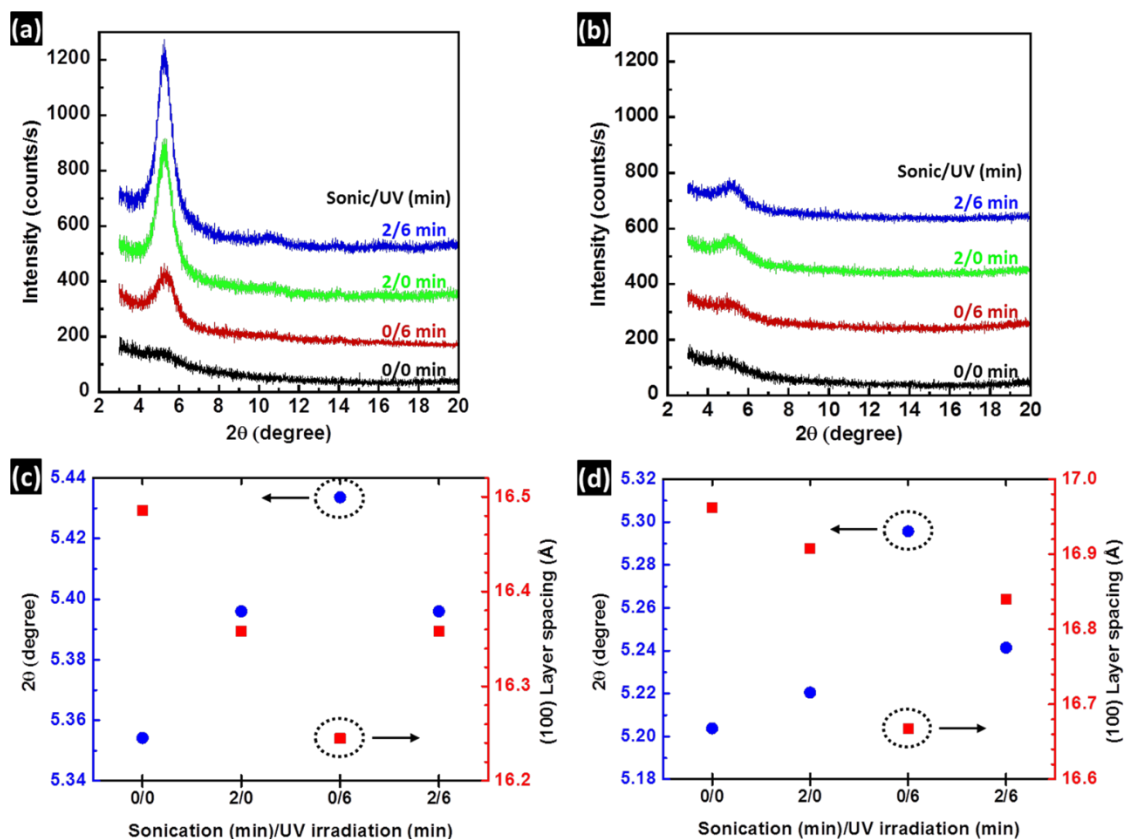 (a)
Intensity (counts/s)
1200
1000
800
600
400
200
0
Sonic/UV (min)
2/6 min
2/0 min
0/6 min
0/0 min
2 4 6 8 10 12 14 16 18 20
2θ (degree)
(b)
Intensity (counts/s)
1200
1000
800
600
400
200
0
Sonic/UV (min)
2/6 min
2/0 min
0/6 min
0/0 min
2 4 6 8 10 12 14 16 18 20
2θ (degree)
(c)
2θ (degree)
5.44
5.42
5.40
5.38
5.36
5.34
16.5
16.4
16.3
16.2
(100) Layer spacing (Å)
0/0 2/0 0/6 2/6
Sonication (min)/UV irradiation (min)
(d)
2θ (degree)
5.32
5.30
5.28
5.26
5.24
5.22
5.20
5.18
17.0
16.9
16.8
16.7
16.6
(100) Layer spacing (Å)
0/0 2/0 0/6 2/6
Sonication (min)/UV irradiation (min)